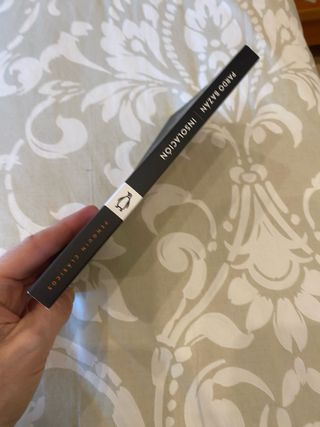 PARDO BAZÁN
INSOLACIÓN
PENGUIN CLÁSICOS